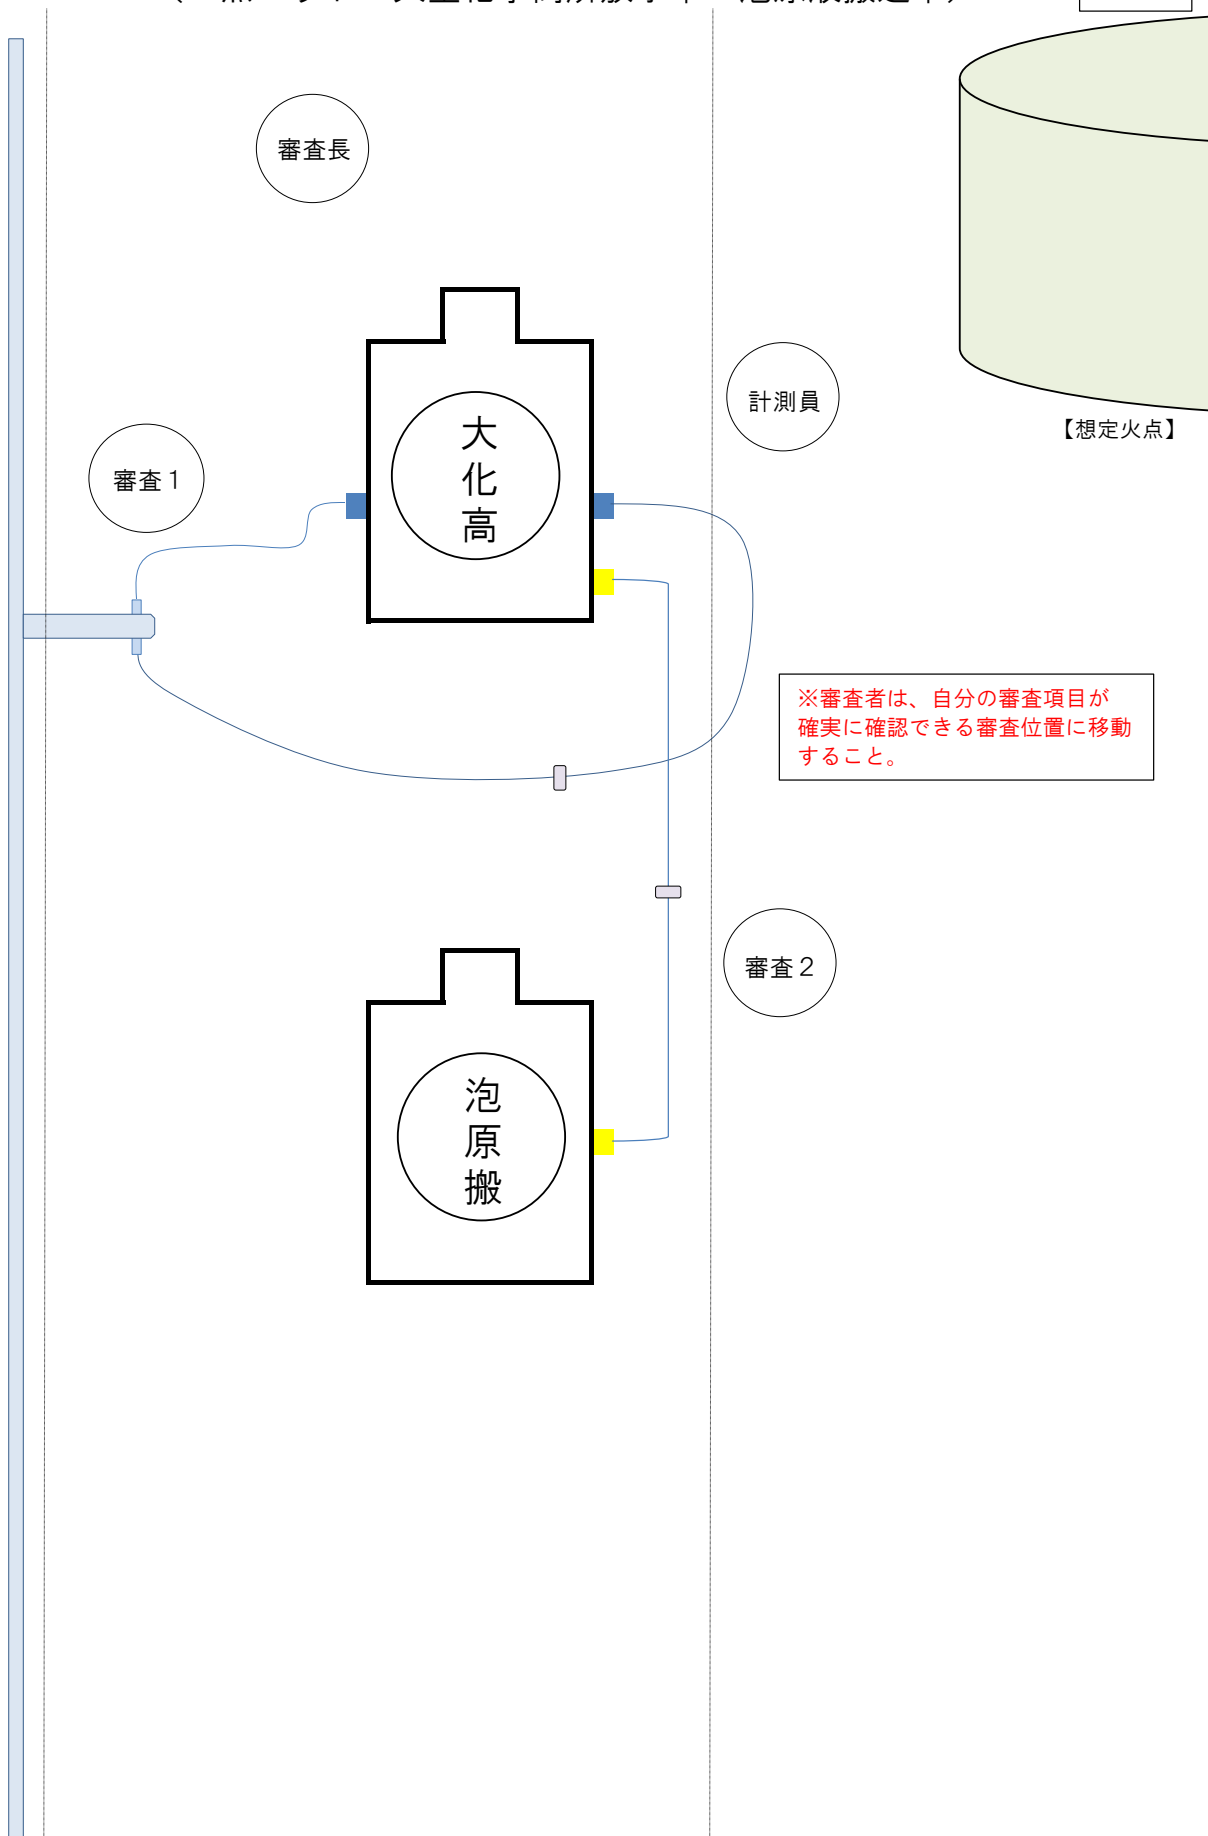 審査長
計測員
【想定火点】
大化高
審査1
※審査者は、自分の審査項目が
確実に確認できる審査位置に移動
すること。
審査2
泡原搬